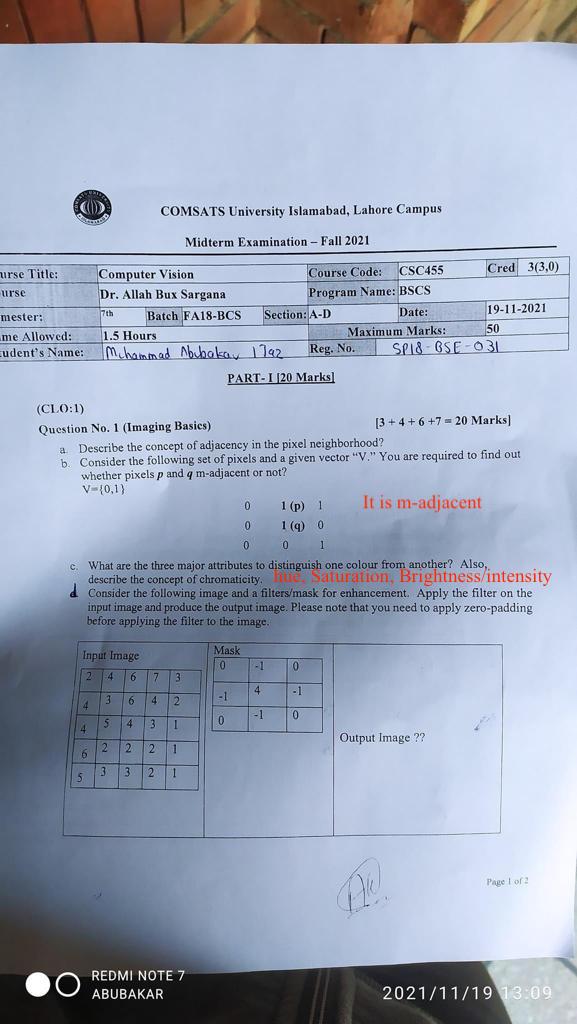 COMSATS University Islamabad, Lahore Campus
Midterm Examination – Fall 2021
urse Title: Computer Vision Course Code: CSC455 Cred 3(3,0)
urse Dr. Allah Bux Sargana Program Name: BSCS
mester: 7th Batch FA18-BCS Section: A-D Date: 19-11-2021
me Allowed: 1.5 Hours Maximum Marks: 50
udent's Name: Muhammad Abubakar Reg. No. SP18-BSE-031
PART- I [20 Marks]
(CLO:1)
Question No. 1 (Imaging Basics) [3 + 4 + 6 +7 = 20 Marks]
a. Describe the concept of adjacency in the pixel neighborhood?
b. Consider the following set of pixels and a given vector “V.” You are required to find out
whether pixels p and q m-adjacent or not?
V={0,1}
0 1 (p) 1 It is m-adjacent
0 1 (q) 0
0 0 1
c. What are the three major attributes to distinguish one colour from another? Also,
describe the concept of chromaticity. hue, Saturation, Brightness/intensity
d Consider the following image and a filters/mask for enhancement. Apply the filter on the
input image and produce the output image. Please note that you need to apply zero-padding
before applying the filter to the image.
Input Image Mask
2 4 6 7 3 0 -1 0
4 3 6 4 2 -1 4 -1
4 5 4 3 1 0 -1 0
Output Image ??
6 2 2 2 1
5 3 3 2 1
Page 1 of 2
REDMI NOTE 7
ABUBAKAR
2021/11/19 13:09